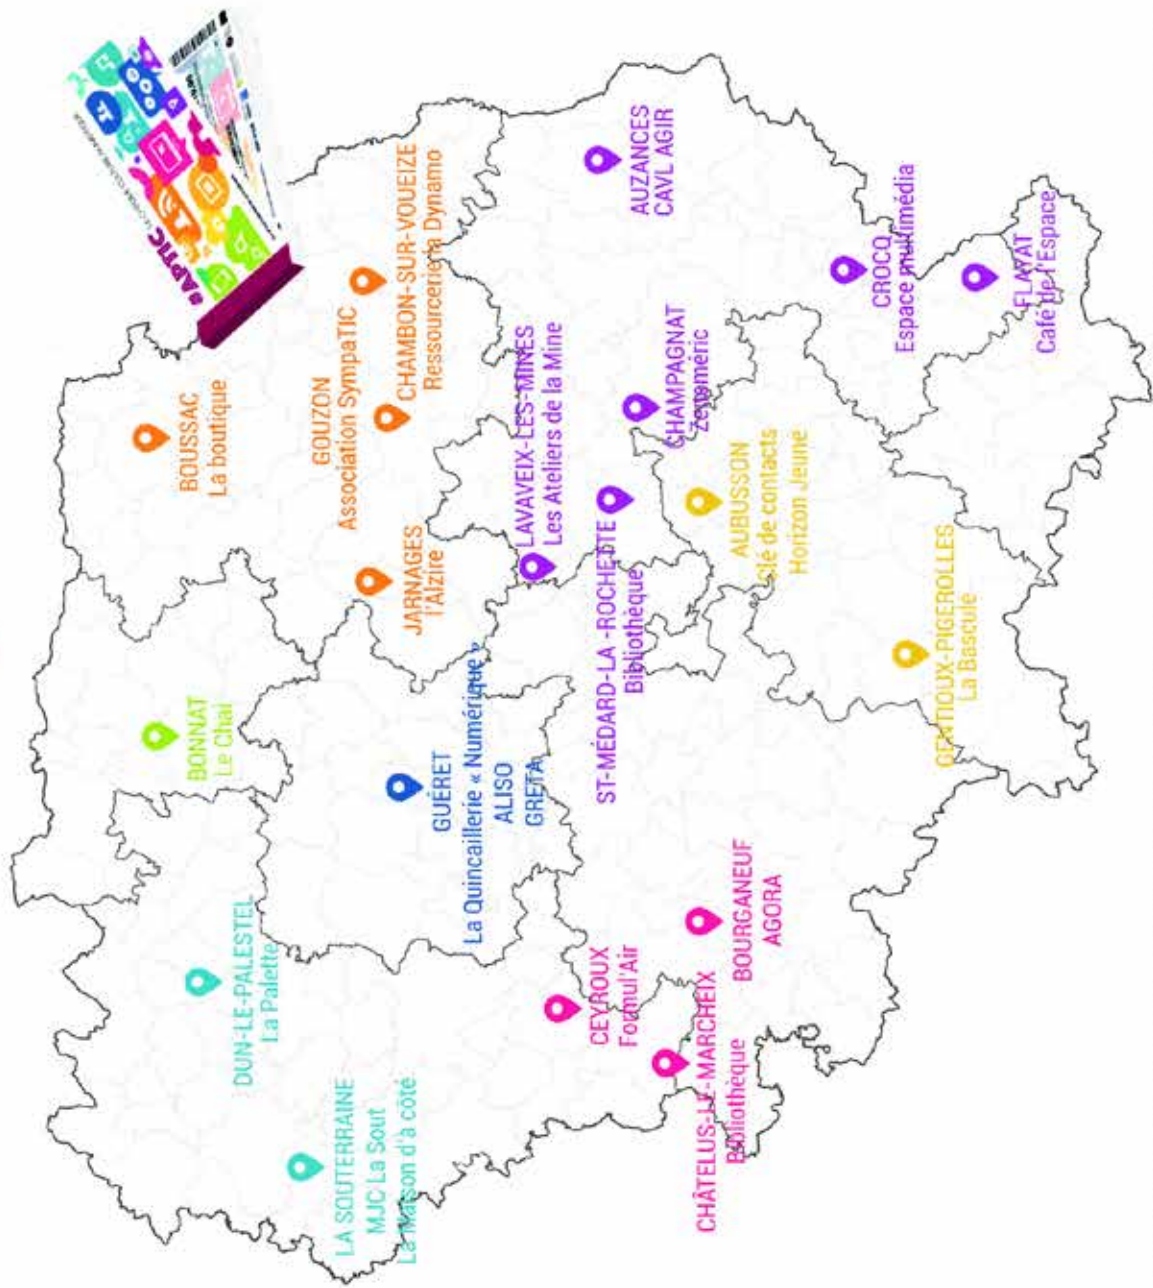 #APTIC
BONNAT
Le Chai
BOUSSAC
La boutique
DUN-LE-PALESTEL
La Palette
LA SOUTERRAINE
MJC La Sout
La Maison d'à côté
GOUZON
Association SympaTIC
CHAMBON-SUR-VOUEIZE
Ressourcerie la Dynamo
JARNAGES
l'Alzire
GUÉRET
La Quincaillerie « Numérique »
ALISO
GRETA
LAVAVEIX-LES-MINES
Les Ateliers de la Mine
AUZANCES
CAVL AGIR
CEYROUX
Formul'Air
ST-MÉDARD-LA -ROCHETTE
Bibliothèque
CHAMPAGNAT
CHÂTELUS-LE-MARCHEIX
Bibliothèque
BOURGANEUF
AGORA
AUBUSSON
Clé de contacts
Horizon Jeune
CROCQ
Espace multimédia
GENTIOUX-PIGEROLLES
La Bascule
FLAYAT
Café de l'Espace